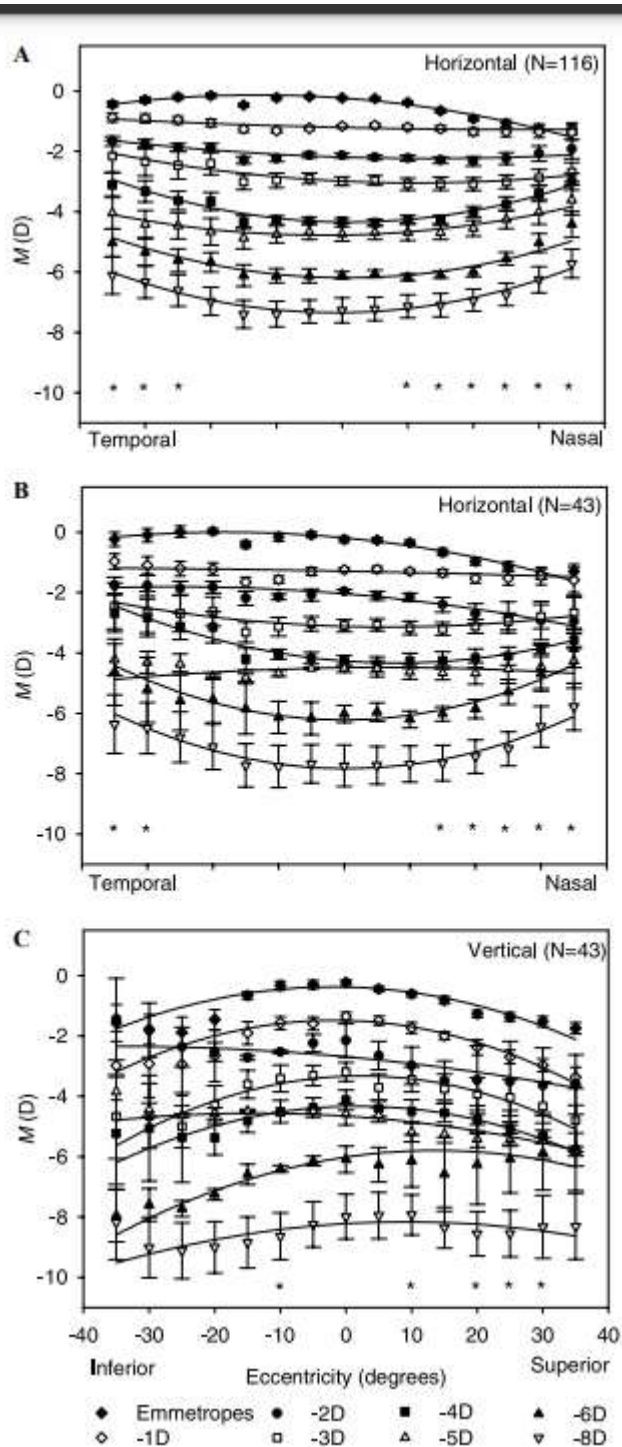 A
Horizontal (N=116)
0
-2
-4
M (D)
-6
-8
* * * * * * * * *
-10
Temporal
Nasal
B
Horizontal (N=43)
0
-2
-4
M (D)
-6
-8
* * * * * * *
-10
Temporal
Nasal
C
Vertical (N=43)
0
-2
-4
M (D)
-6
-8
-10
* * * * *
-40 -30 -20 -10 0 10 20 30 40
Inferior Eccentricity (degrees) Superior
Emmetropes -2D -4D -6D
-1D -3D -5D -8D